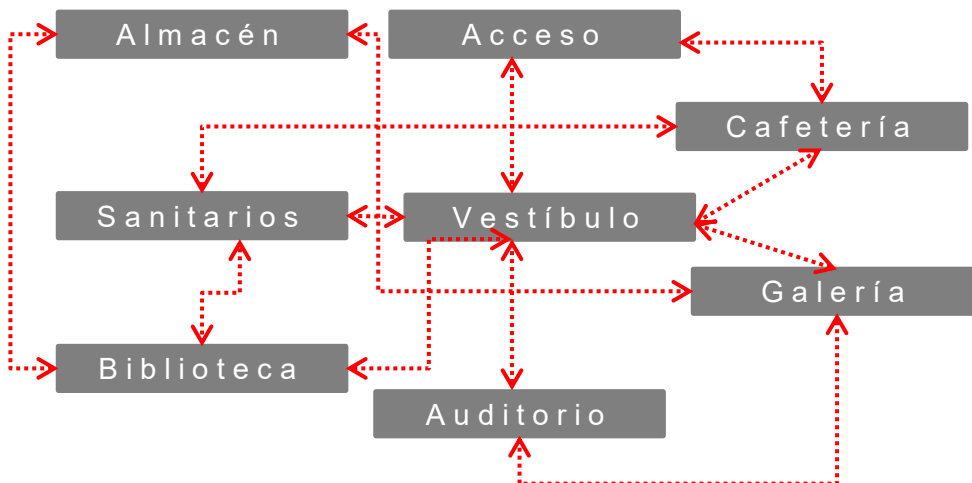 Almacén
Acceso
Cafetería
Sanitarios
Vestíbulo
Galería
Biblioteca
Auditorio